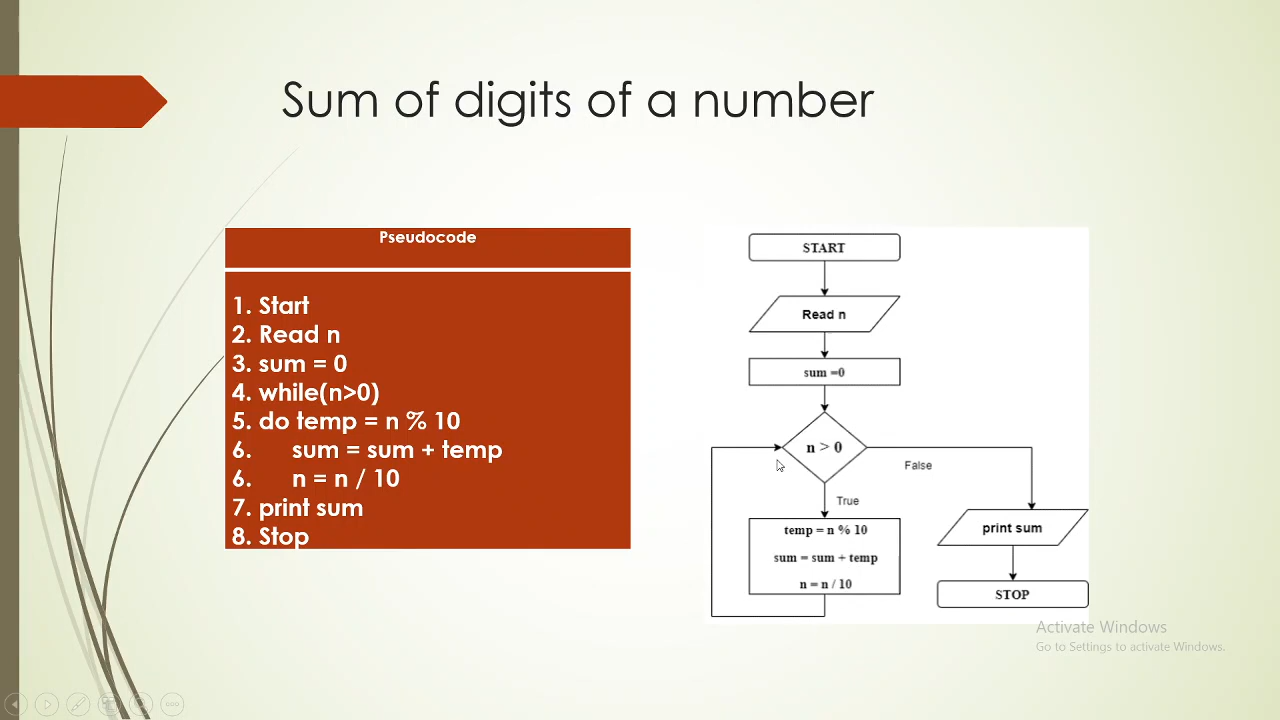 Sum of digits of a number
Pseudocode
1. Start
2. Read n
3. sum = 0
4. while(n>0)
5. do temp = n % 10
6. sum = sum + temp
6. n = n / 10
7. print sum
8. Stop
START
Read n
sum =0
n > 0
False
True
temp = n % 10
sum = sum + temp
n = n / 10
print sum
STOP
Activate Windows
Go to Settings to activate Windows.